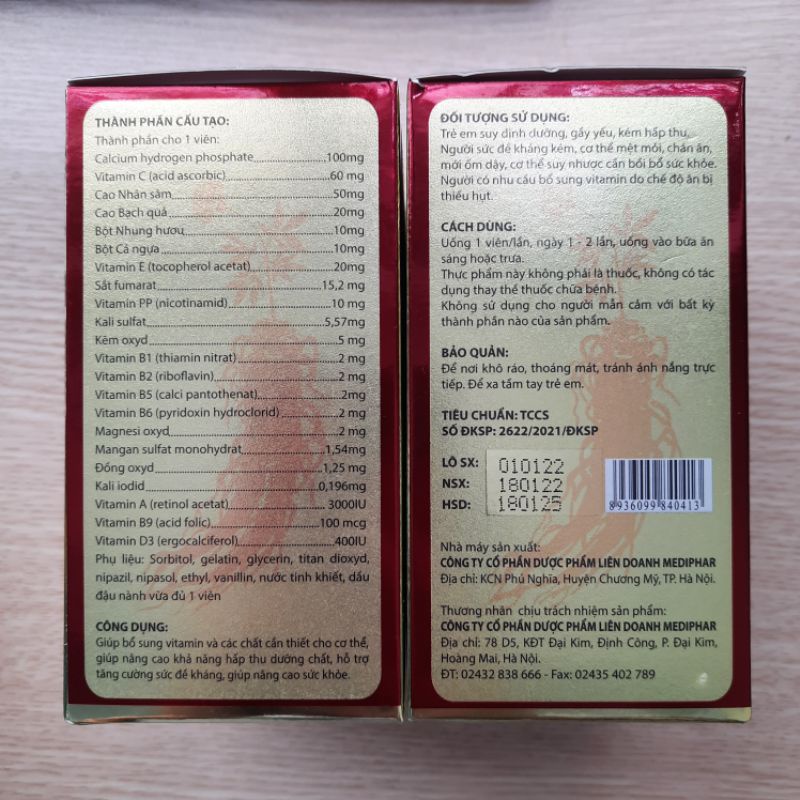 THÀNH PHẦN CẤU TẠO:
Thành phần cho 1 viên:
Calcium hydrogen phosphate 100mg
Vitamin C (acid ascorbic) 60 mg
Cao Nhân sâm 50mg
Cao Bạch quả 20mg
Bột Nhung hươu 10mg
Bột Cá ngựa 10mg
Vitamin E (tocopherol acetat) 20mg
Sắt fumarat 15,2 mg
Vitamin PP (nicotinamid) 10 mg
Kali sulfat 5,57mg
Kẽm oxyd 5 mg
Vitamin B1 (thiamin nitrat) 2 mg
Vitamin B2 (riboflavin) 2 mg
Vitamin B5 (calci pantothenat) 2mg
Vitamin B6 (pyridoxin hydroclorid) 2 mg
Magnesi oxyd 2 mg
Mangan sulfat monohydrat 1,54mg
Đồng oxyd 1,25 mg
Kali iodid 0,196mg
Vitamin A (retinol acetat) 3000IU
Vitamin B9 (acid folic) 100 mcg
Vitamin D3 (ergocalciferol) 400IU
Phụ liệu: Sorbitol, gelatin, glycerin, titan dioxyd,
nipazil, nipasol, ethyl, vanillin, nước tinh khiết, dầu
đậu nành vừa đủ 1 viên
CÔNG DỤNG:
Giúp bổ sung vitamin và các chất cần thiết cho cơ thể,
giúp nâng cao khả năng hấp thu dưỡng chất, hỗ trợ
tăng cường sức đề kháng, giúp nâng cao sức khỏe.
ĐỐI TƯỢNG SỬ DỤNG:
Trẻ em suy dinh dưỡng, gầy yếu, kém hấp thu.
Người sức đề kháng kém, cơ thể mệt mỏi, chán ăn,
mới ốm dậy, cơ thể suy nhược cần bồi bổ sức khỏe.
Người có nhu cầu bổ sung vitamin do chế độ ăn bị
thiếu hụt.
CÁCH DÙNG:
Uống 1 viên/lần, ngày 1 - 2 lần, uống vào bữa ăn
sáng hoặc trưa.
Thực phẩm này không phải là thuốc, không có tác
dụng thay thế thuốc chữa bệnh.
Không sử dụng cho người mẫn cảm với bất kỳ
thành phần nào của sản phẩm.
BẢO QUẢN:
Để nơi khô ráo, thoáng mát, tránh ánh nắng trực
tiếp. Để xa tầm tay trẻ em.
TIÊU CHUẨN: TCCS
SỐ ĐKSP: 2622/2021/ĐKSP
LÔ SX: 010122
NSX: 180122
HSD: 180125
8936099 840413
Nhà máy sản xuất:
CÔNG TY CỔ PHẦN DƯỢC PHẨM LIÊN DOANH MEDIPHAR
Địa chỉ: KCN Phú Nghĩa, Huyện Chương Mỹ, TP. Hà Nội.
Thương nhân chịu trách nhiệm sản phẩm:
CÔNG TY CỔ PHẦN DƯỢC PHẨM LIÊN DOANH MEDIPHAR
Địa chỉ: 78 D5, KĐT Đại Kim, Định Công, P. Đại Kim,
Hoàng Mai, Hà Nội.
ĐT: 02432 838 666 - Fax: 02435 402 789